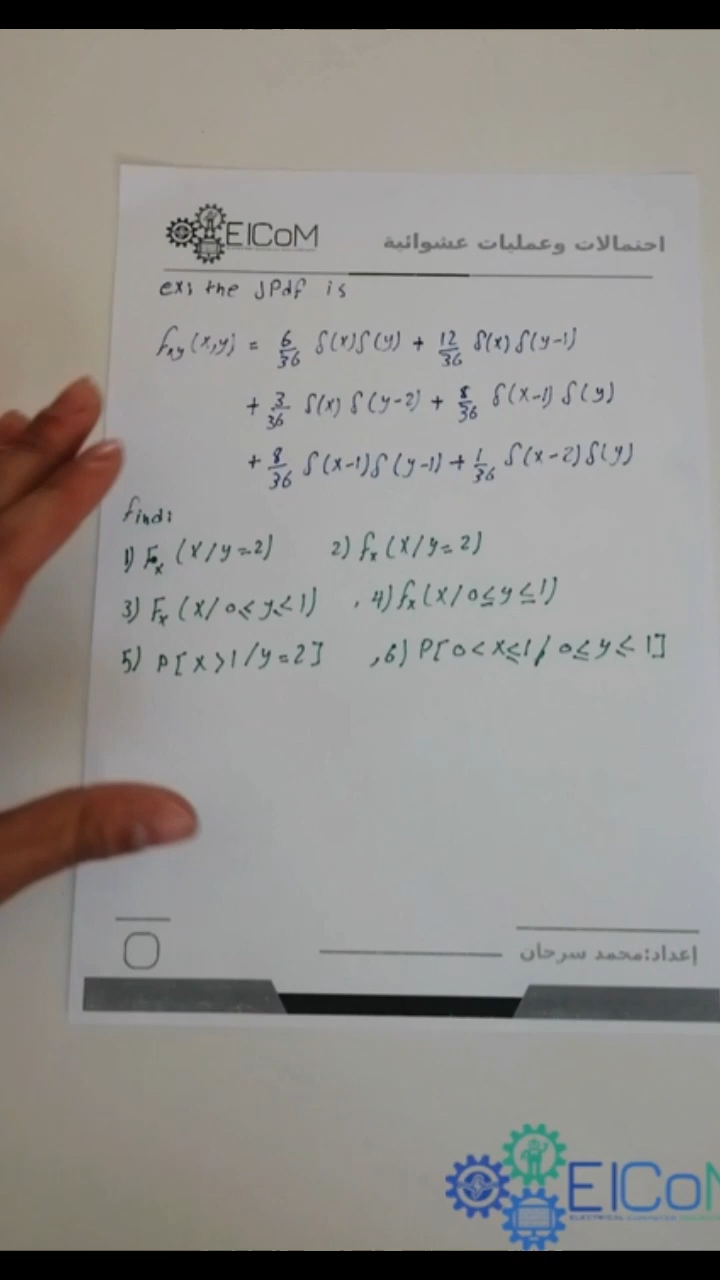 EICoM
احتمالات وعمليات عشوائية
ex: the JPdf is
fxy (x,y) = 6/36 δ(x)δ(y) + 12/36 δ(x) δ(y-1)
+ 3/36 δ(x) δ(y-2) + 8/36 δ(x-1) δ(y)
+ 8/36 δ(x-1)δ(y-1) + 1/36 δ(x-2)δ(y)
find:
1) Fx (X/y=2) 2) fx (X/y=2)
3) Fx (X/0≤y≤1) , 4) fx (X/0≤y≤1)
5) P[X>1/y=2] , 6) P[0<X≤1/0≤y≤1]
إعداد:محمد سرحان
EICoM